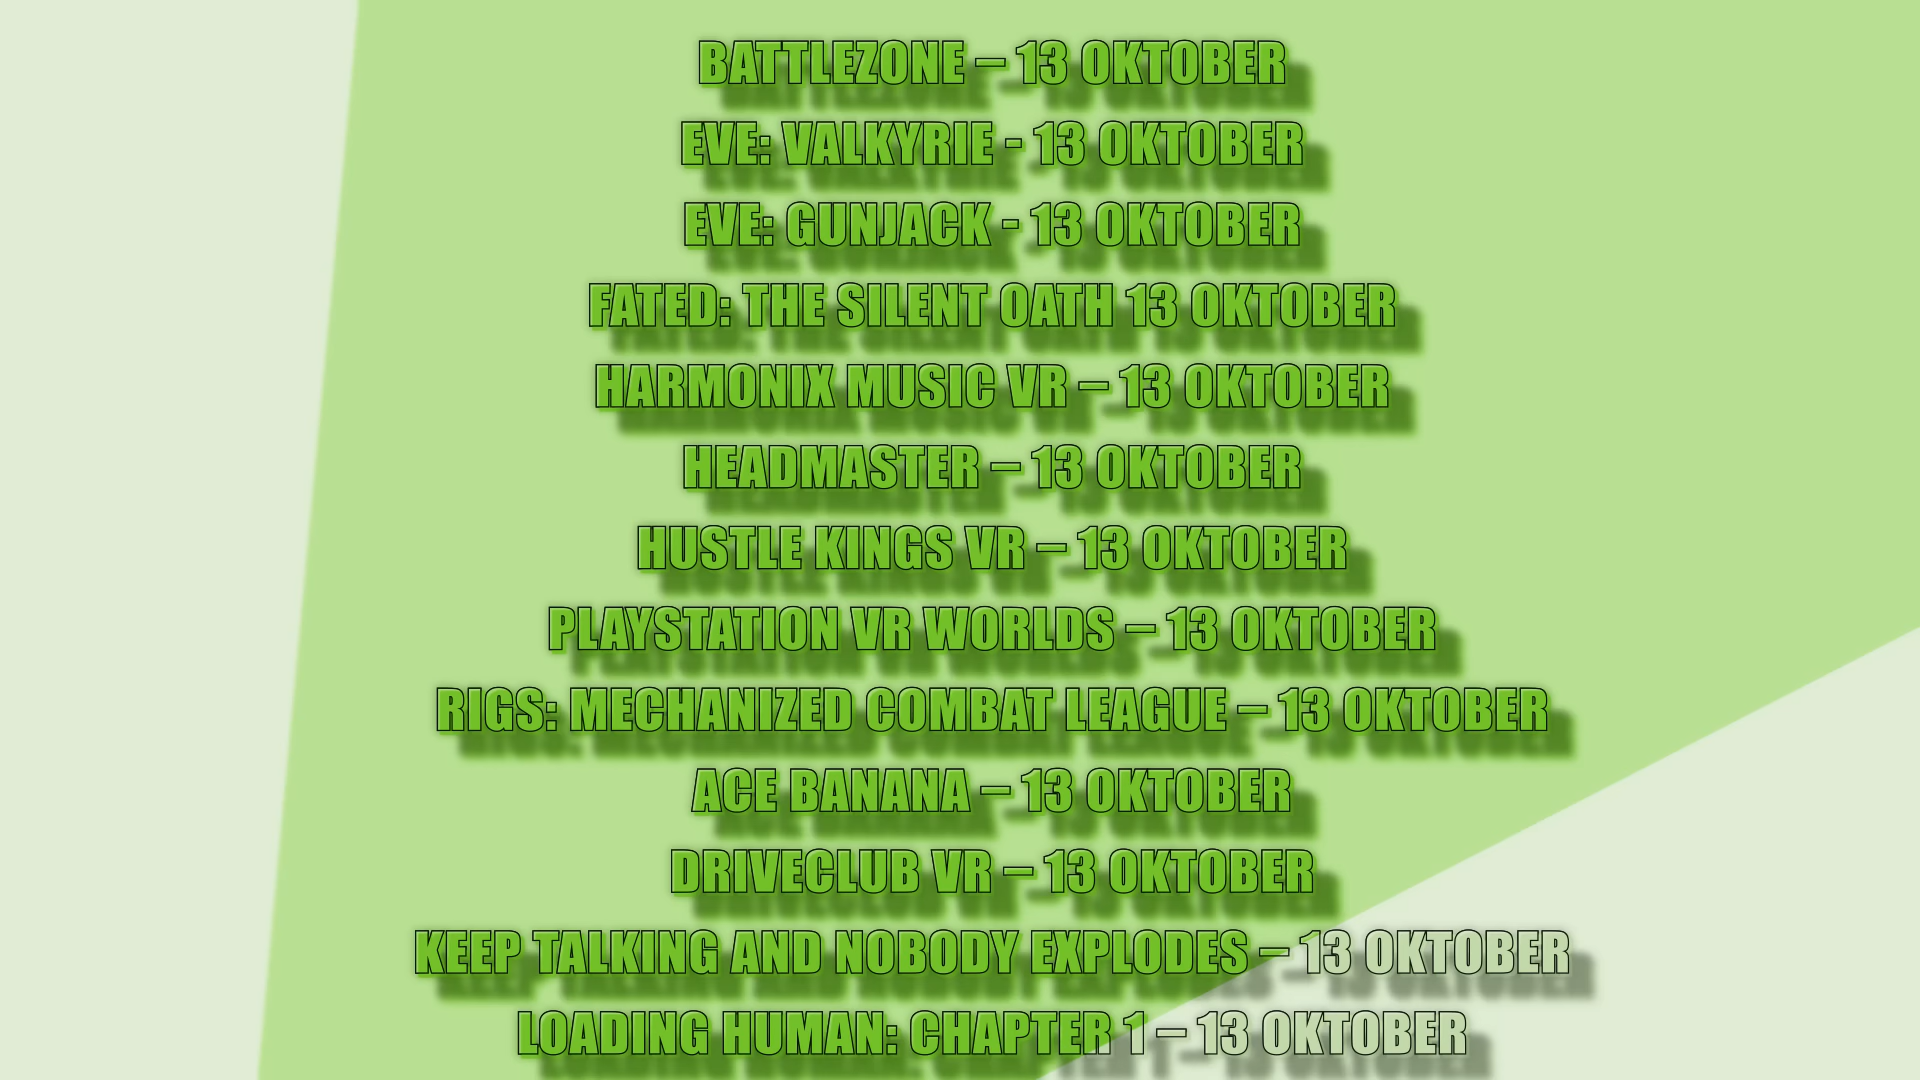 BATTLEZONE – 13 OKTOBER
EVE: VALKYRIE - 13 OKTOBER
EVE: GUNJACK - 13 OKTOBER
FATED: THE SILENT OATH 13 OKTOBER
HARMONIX MUSIC VR – 13 OKTOBER
HEADMASTER – 13 OKTOBER
HUSTLE KINGS VR – 13 OKTOBER
PLAYSTATION VR WORLDS – 13 OKTOBER
RIGS: MECHANIZED COMBAT LEAGUE – 13 OKTOBER
ACE BANANA – 13 OKTOBER
DRIVECLUB VR – 13 OKTOBER
KEEP TALKING AND NOBODY EXPLODES – 13 OKTOBER
LOADING HUMAN: CHAPTER 1 – 13 OKTOBER